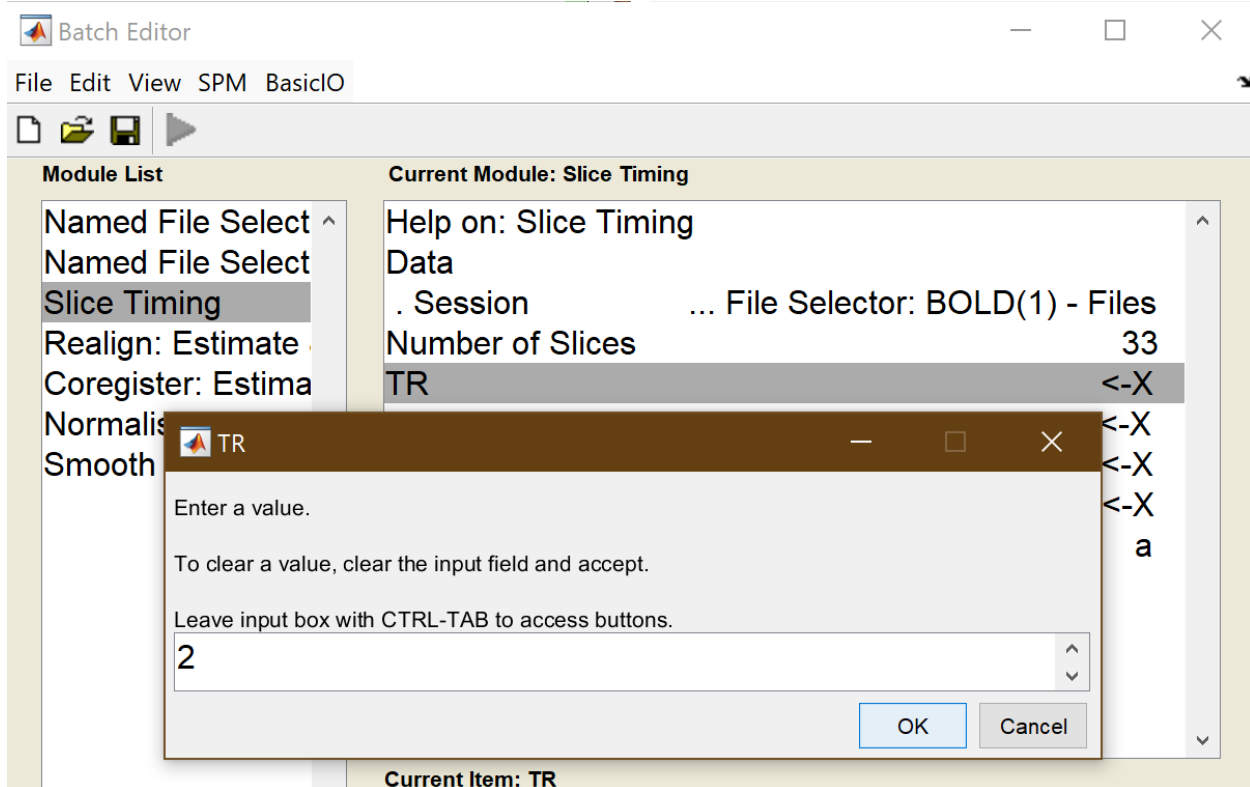 Batch Editor
File Edit View SPM BasicIO
Module List
Current Module: Slice Timing
Named File Select
Named File Select
Slice Timing
Realign: Estimate
Coregister: Estima
Normalis
Smooth
Help on: Slice Timing
Data
. Session ... File Selector: BOLD(1) - Files
Number of Slices 33
TR <-X
<-X
<-X
<-X
a
TR
Enter a value.
To clear a value, clear the input field and accept.
Leave input box with CTRL-TAB to access buttons.
2
OK Cancel
Current Item: TR